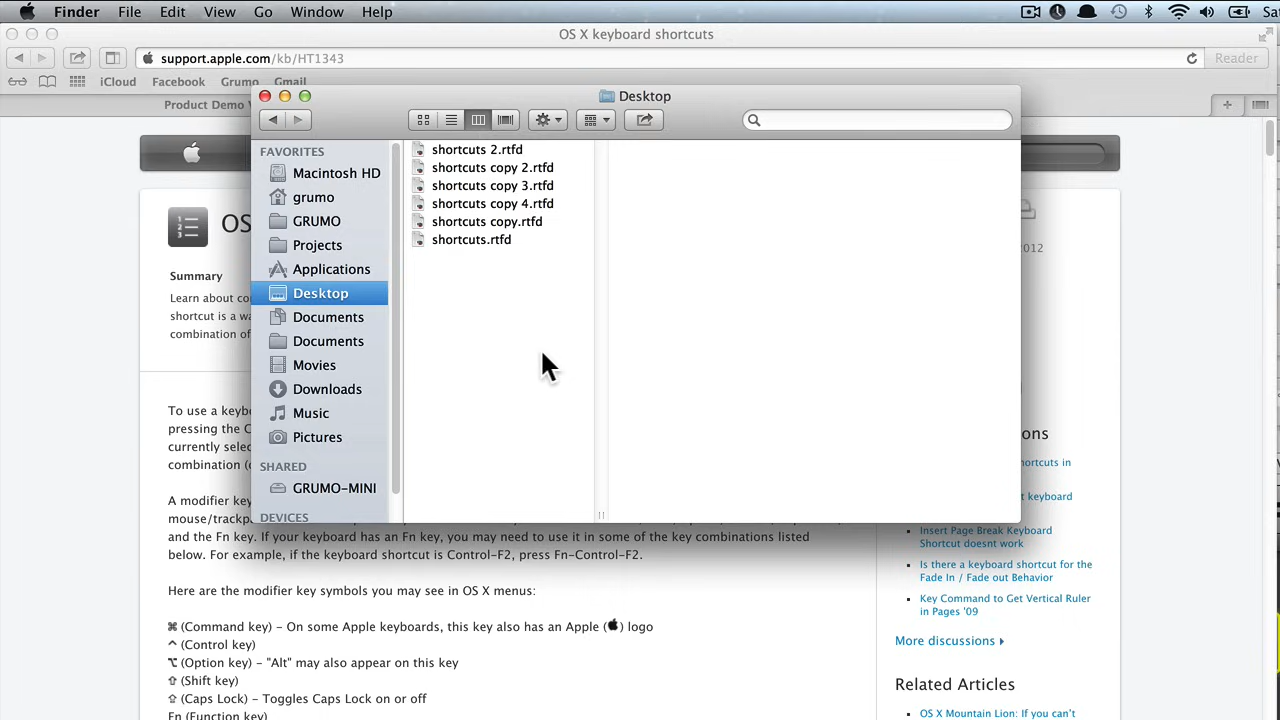 Finder File Edit View Go Window Help
OS X keyboard shortcuts
support.apple.com/kb/HT1343
Reader
iCloud Facebook Grumo Gmail
Product Demo
Desktop
FAVORITES
Macintosh HD
grumo
GRUMO
Projects
Applications
Desktop
Documents
Documents
Movies
Downloads
Music
Pictures
SHARED
GRUMO-MINI
DEVICES
shortcuts 2.rtfd
shortcuts copy 2.rtfd
shortcuts copy 3.rtfd
shortcuts copy 4.rtfd
shortcuts copy.rtfd
shortcuts.rtfd
OS
2012
Summary
Learn about
shortcut is a
combination of
To use a
pressing the
currently
combination
A modifier
and the Fn key. If your keyboard has an Fn key, you may need to use it in some of the key combinations listed
below. For example, if the keyboard shortcut is Control-F2, press Fn-Control-F2.
Here are the modifier key symbols you may see in OS X menus:
⌘ (Command key) - On some Apple keyboards, this key also has an Apple () logo
^ (Control key)
⌥ (Option key) - "Alt" may also appear on this key
⇧ (Shift key)
⇪ (Caps Lock) - Toggles Caps Lock on or off
Fn (Function key)
shortcuts in
keyboard
Insert Page Break Keyboard
Shortcut doesnt work
Is there a keyboard shortcut for the
Fade In / Fade out Behavior
Key Command to Get Vertical Ruler
in Pages '09
More discussions
Related Articles
OS X Mountain Lion: If you can't